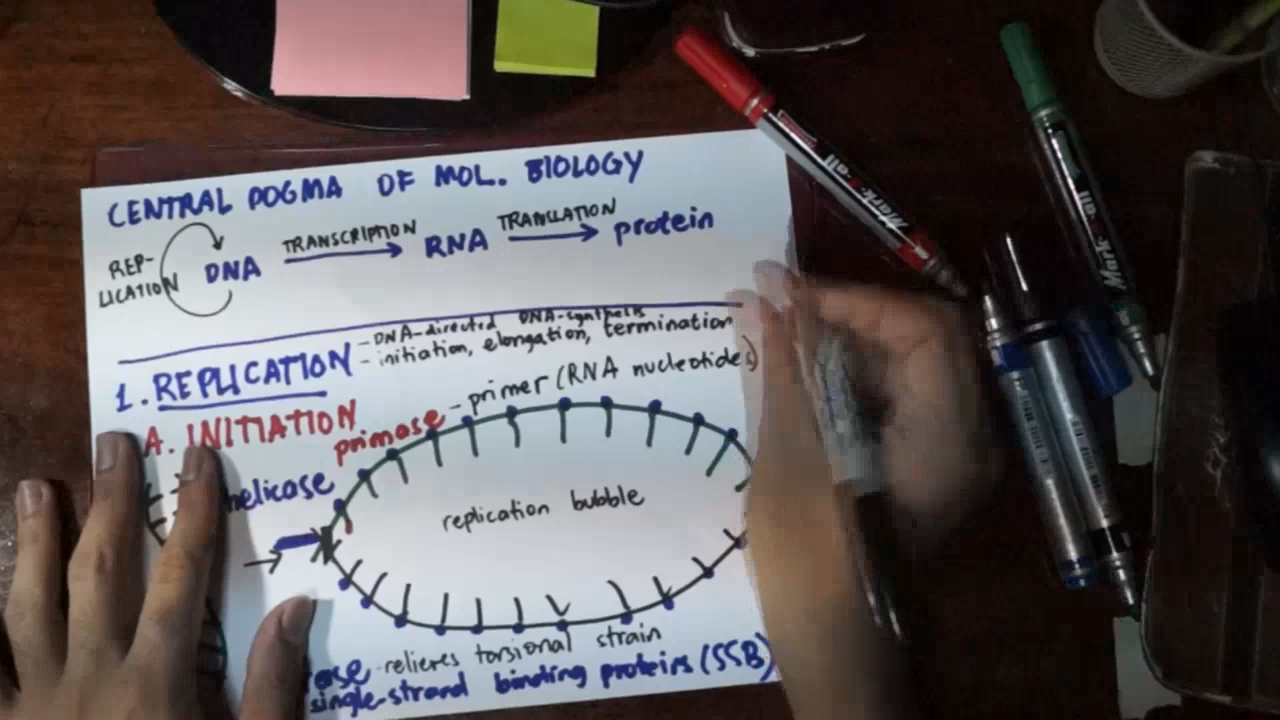 CENTRAL DOGMA OF MOL. BIOLOGY
REP-
LICATION
DNA
TRANSCRIPTION
RNA
TRANSLATION
protein
1. REPLICATION
- DNA-directed DNA-synthesis
- initiation, elongation, termination
A. INITIATION
primase - primer (RNA nucleotides)
helicase
replication bubble
ase - relieves torsional strain
single-strand binding proteins (SSB)